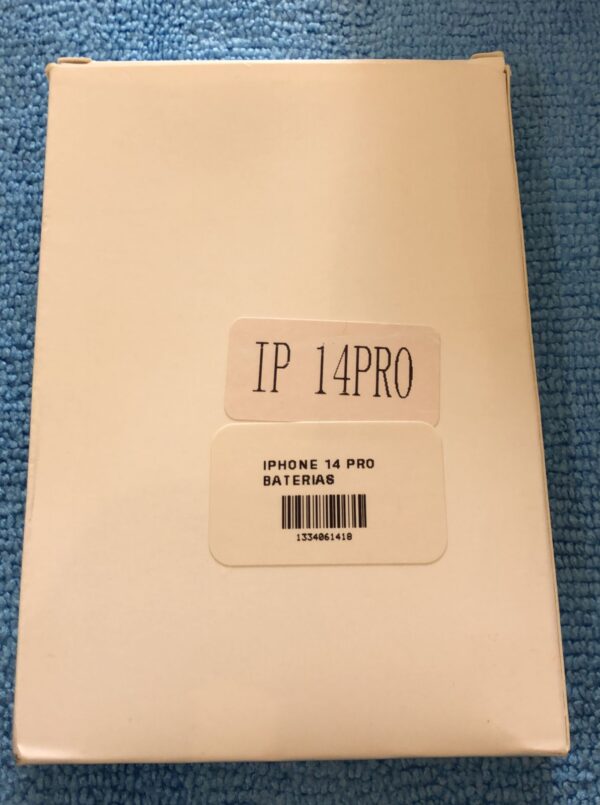 IP 14PRO
IPHONE 14 PRO
BATERIAS
1334061418